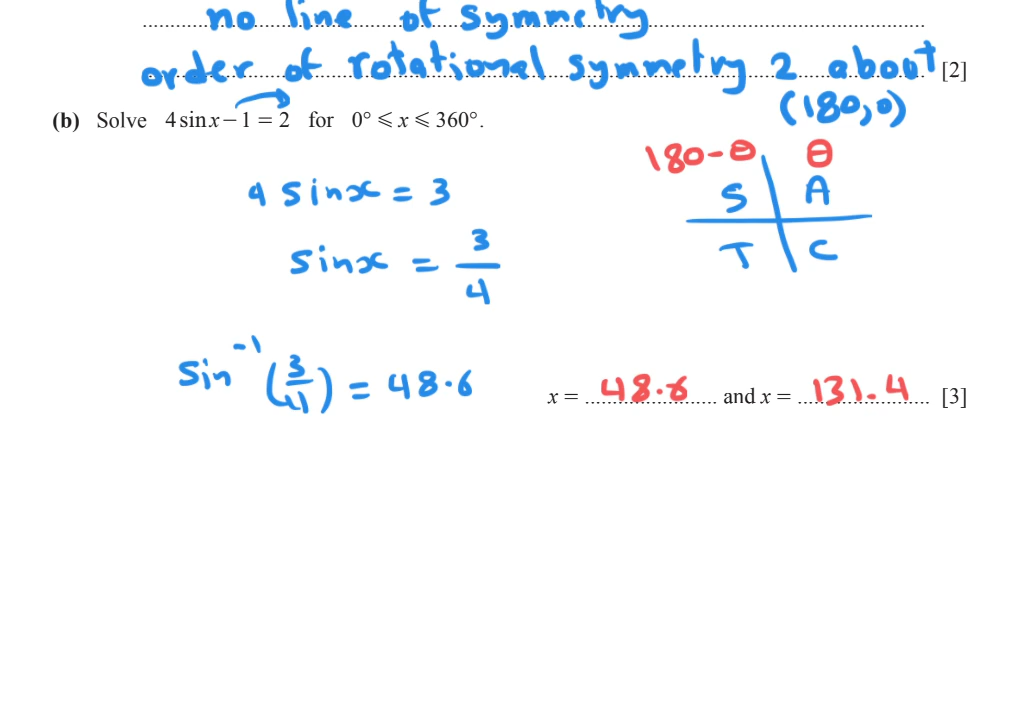 no line of symmetry
order of rotational symmetry 2 about [2]
(180,0)
(b) Solve 4 sin x − 1 = 2 for 0° ⩽ x ⩽ 360°.
180-θ θ
S A
T C
4 sinx = 3
sinx = 3/4
sin⁻¹(3/4) = 48.6
x = 48.6 and x = 131.4 [3]